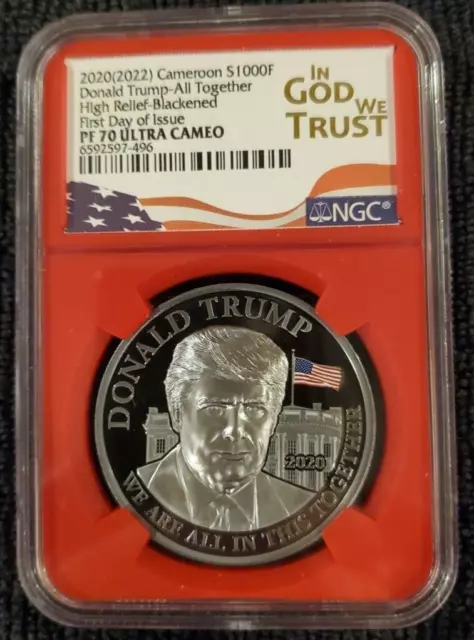 2020(2022) Cameroon S1000F
Donald Trump-All Together
High Relief-Blackened
First Day of Issue
PF 70 ULTRA CAMEO
6592597-496
IN
GOD WE
TRUST
NGC®
DONALD TRUMP
2020
WE ARE ALL IN THIS TOGETHER